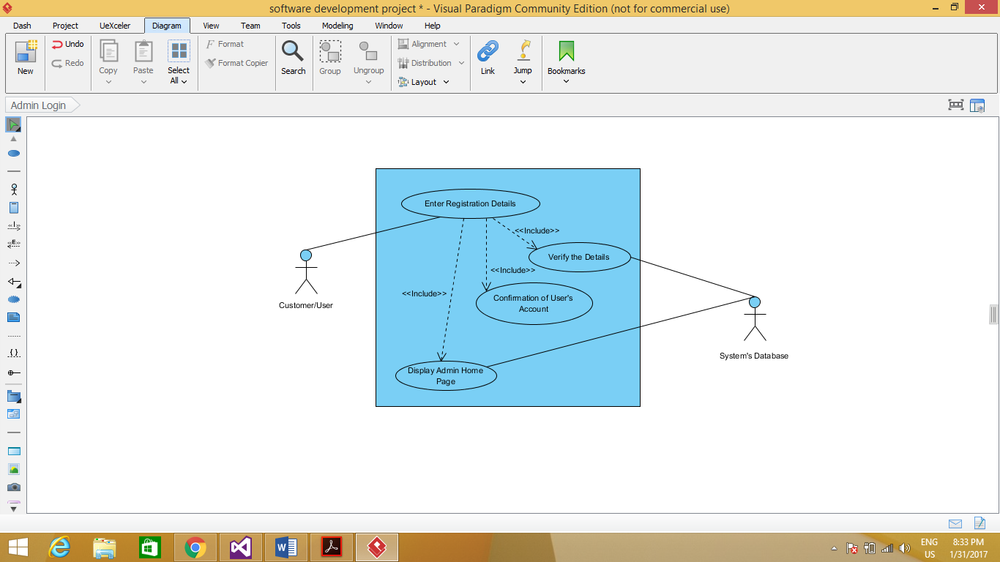 software development project * - Visual Paradigm Community Edition (not for commercial use)
Dash Project UeXceler Diagram View Team Tools Modeling Window Help
New
Undo
Redo
Copy
Paste
Select
All
Format
Format Copier
Search
Group
Ungroup
Alignment
Distribution
Layout
Link
Jump
Bookmarks
Admin Login
Enter Registration Details
<<Include>>
Verify the Details
<<Include>>
<<Include>>
Confirmation of User's
Account
Customer/User
System's Database
Display Admin Home
Page
ENG
US
8:33 PM
1/31/2017